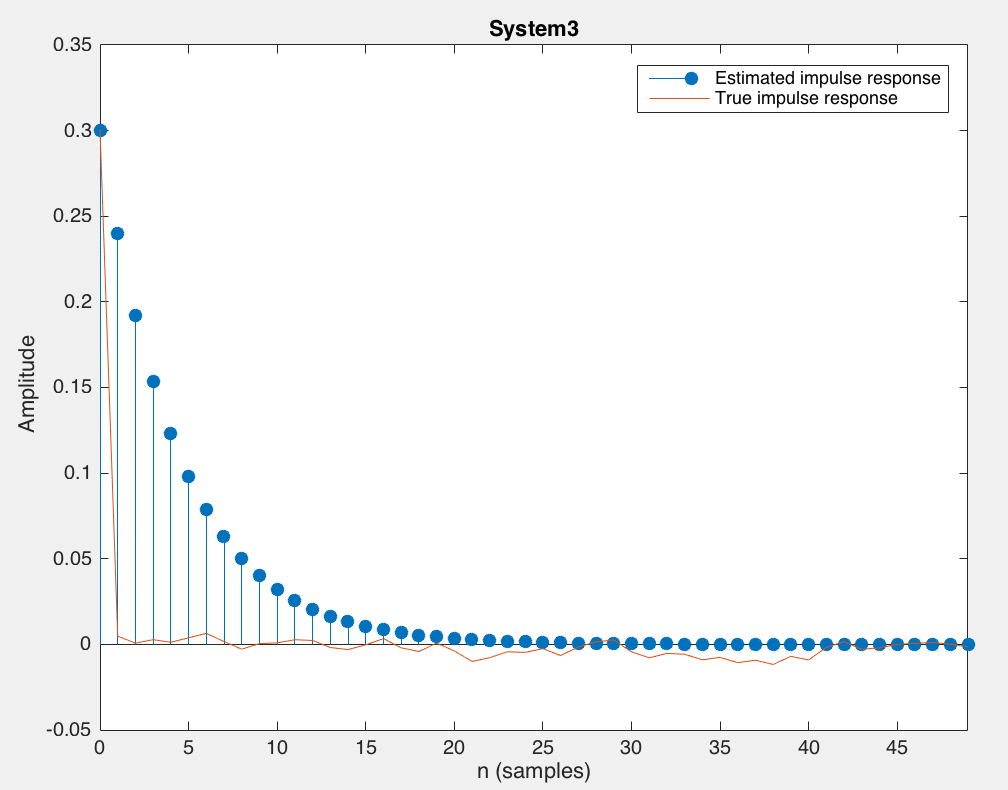 System3
Estimated impulse response
True impulse response
0.35
0.3
0.25
0.2
0.15
0.1
0.05
0
-0.05
Amplitude
0 5 10 15 20 25 30 35 40 45
n (samples)